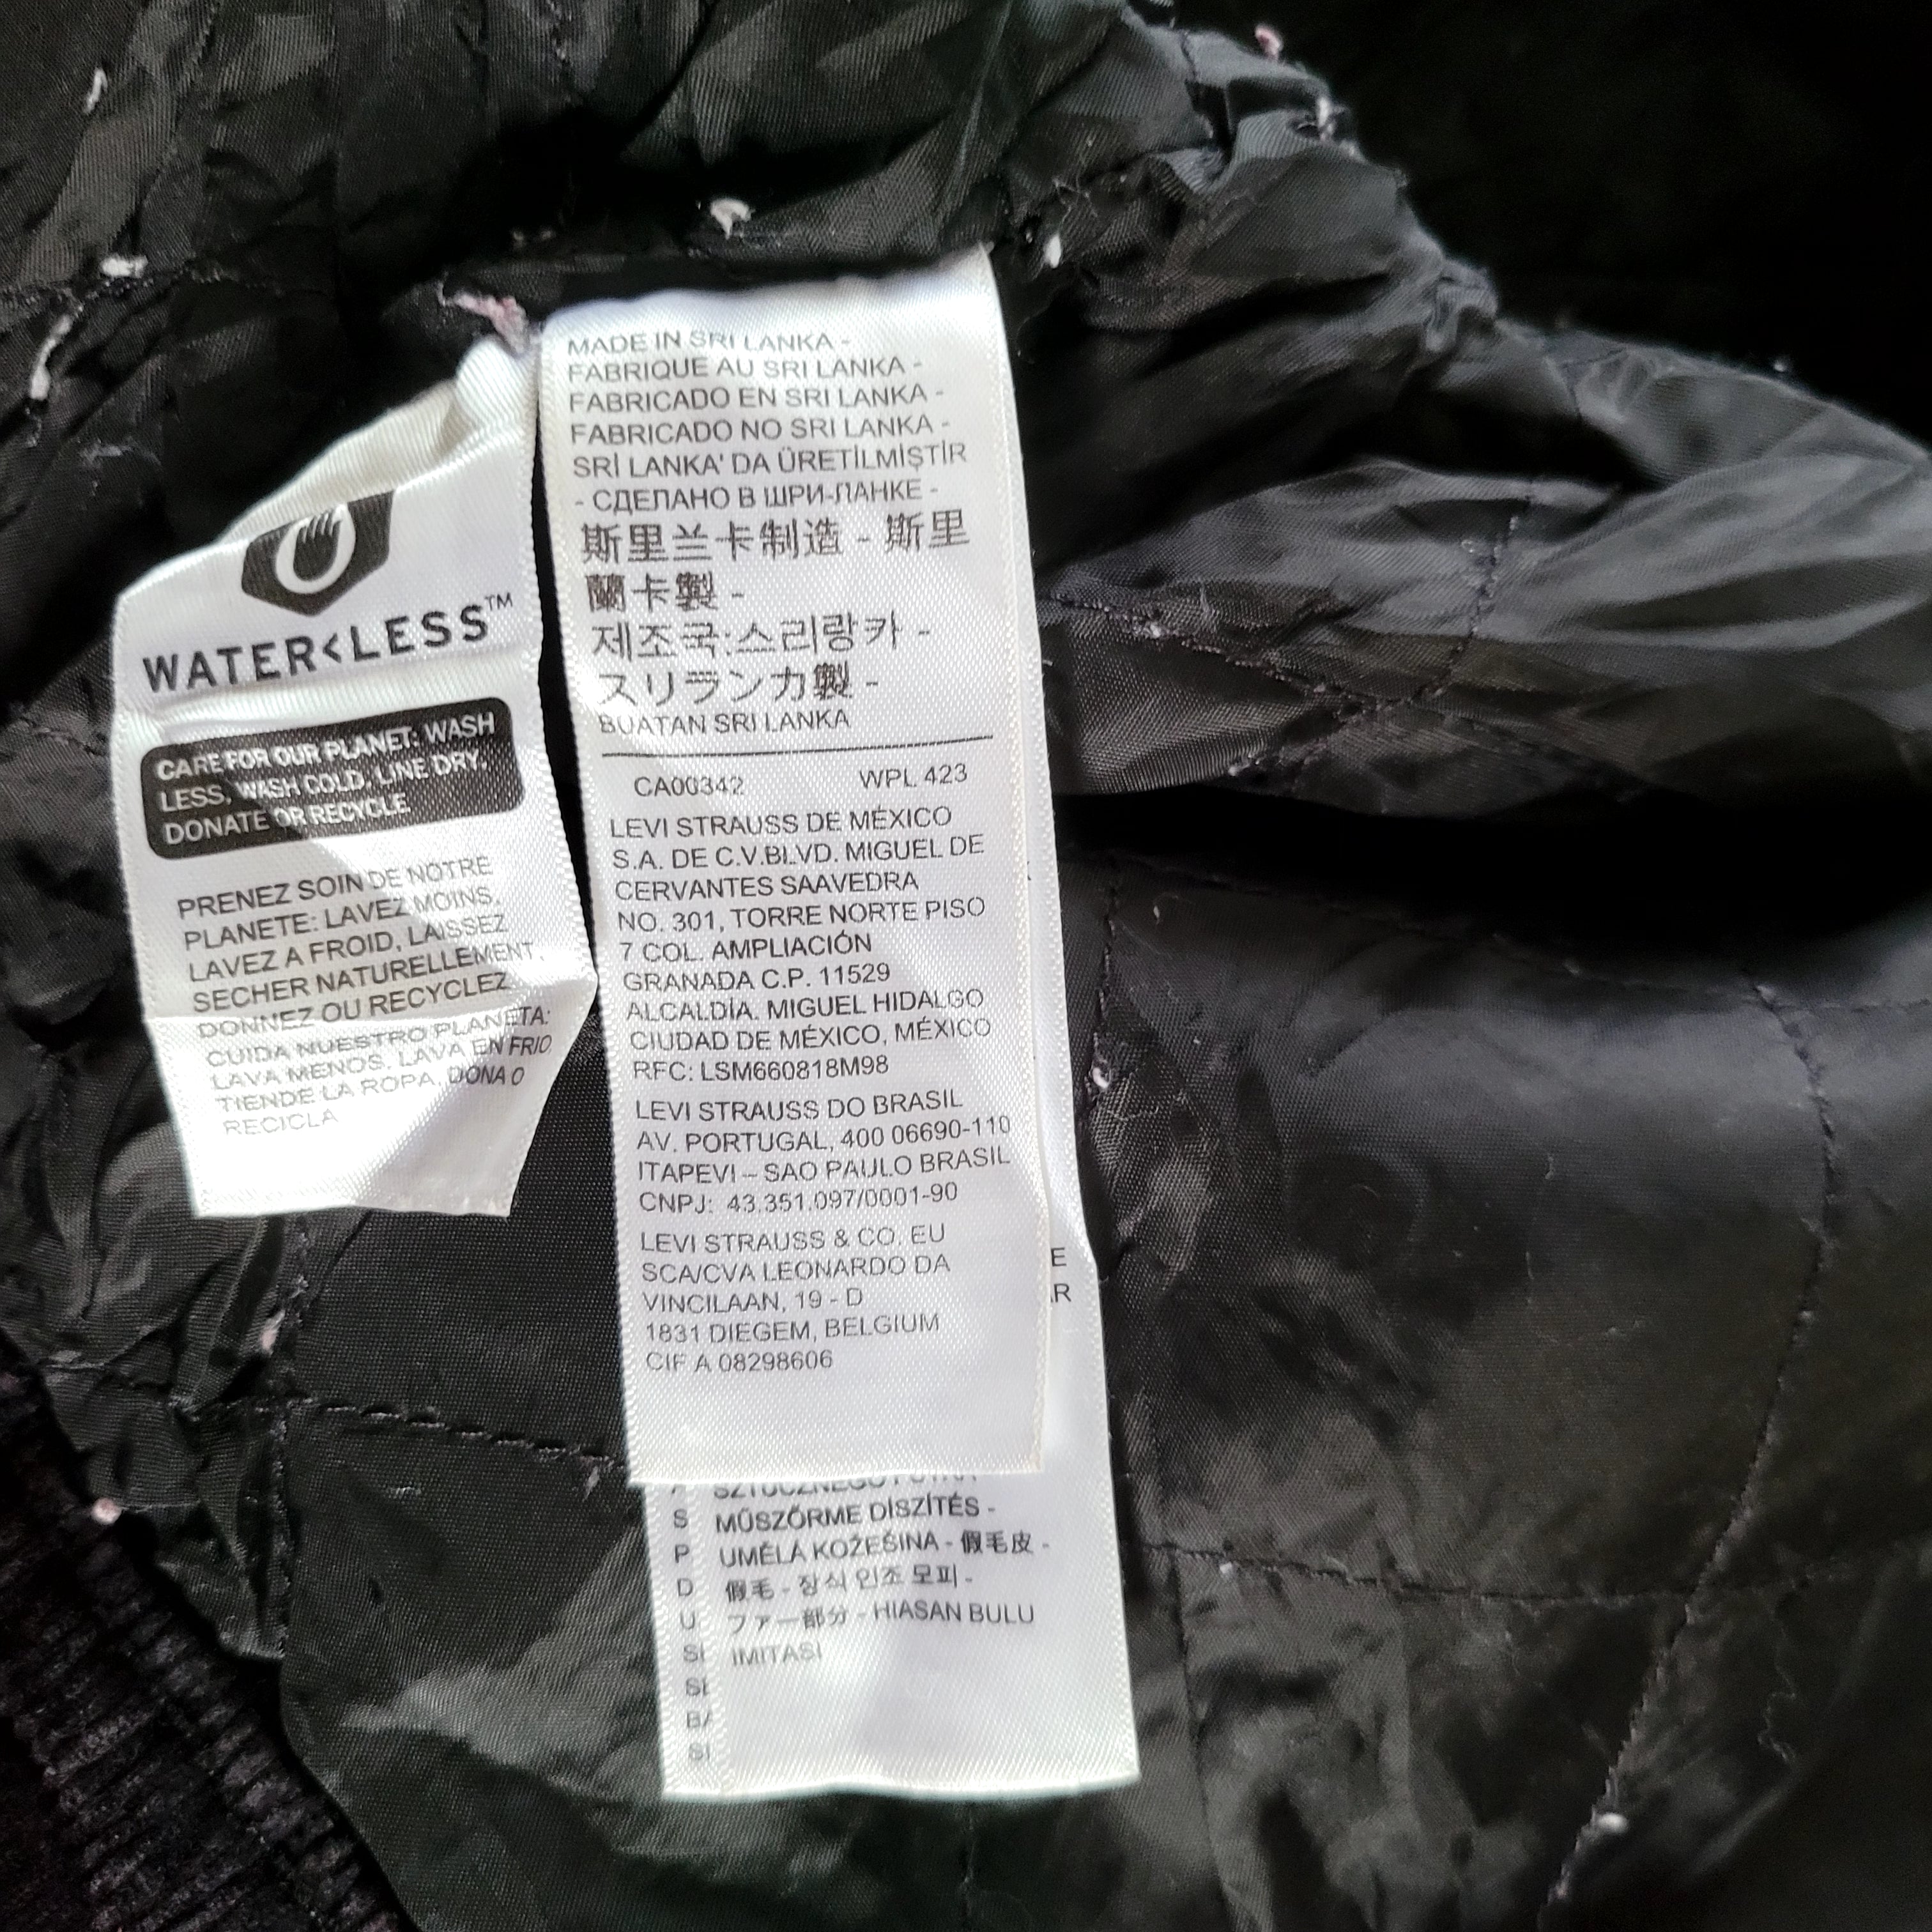 WATER<LESS™
CARE FOR OUR PLANET: WASH
LESS, WASH COLD, LINE DRY,
DONATE OR RECYCLE
PRENEZ SOIN DE NOTRE
PLANETE: LAVEZ MOINS,
LAVEZ A FROID, LAISSEZ
SECHER NATURELLEMENT,
DONNEZ OU RECYCLEZ
CUIDA NUESTRO PLANETA:
LAVA MENOS, LAVA EN FRIO,
TIENDE LA ROPA, DONA O
RECICLA
MADE IN SRI LANKA -
FABRIQUE AU SRI LANKA -
FABRICADO EN SRI LANKA -
FABRICADO NO SRI LANKA -
SRİ LANKA' DA ÜRETİLMİŞTİR
- СДЕЛАНО В ШРИ-ЛАНКЕ -
斯里兰卡制造 - 斯里
蘭卡製 -
제조국:스리랑카 -
スリランカ製 -
BUATAN SRI LANKA
CA00342 WPL 423
LEVI STRAUSS DE MÉXICO
S.A. DE C.V.BLVD. MIGUEL DE
CERVANTES SAAVEDRA
NO. 301, TORRE NORTE PISO
7 COL. AMPLIACIÓN
GRANADA C.P. 11529
ALCALDÍA. MIGUEL HIDALGO
CIUDAD DE MÉXICO, MÉXICO
RFC: LSM660818M98
LEVI STRAUSS DO BRASIL
AV. PORTUGAL, 400 06690-110
ITAPEVI – SAO PAULO BRASIL
CNPJ: 43.351.097/0001-90
LEVI STRAUSS & CO. EU
SCA/CVA LEONARDO DA
VINCILAAN, 19 - D
1831 DIEGEM, BELGIUM
CIF A 08298606
E
R
S MŰSZŐRME DÍSZÍTÉS -
P UMĚLÁ KOŽEŠINA - 假毛皮 -
D 假毛 - 장식 인조 모피 -
U ファー部分 - HIASAN BULU
IMITASI